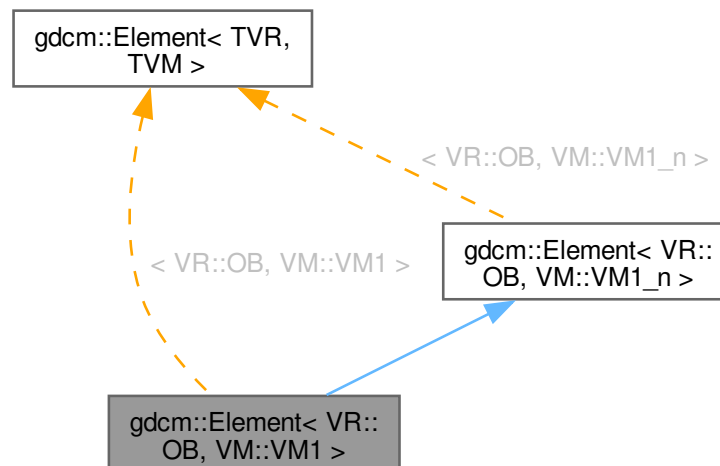 gdcm::Element< TVR,
TVM >
< VR::OB, VM::VM1_n >
gdcm::Element< VR::
OB, VM::VM1_n >
< VR::OB, VM::VM1 >
gdcm::Element< VR::
OB, VM::VM1 >